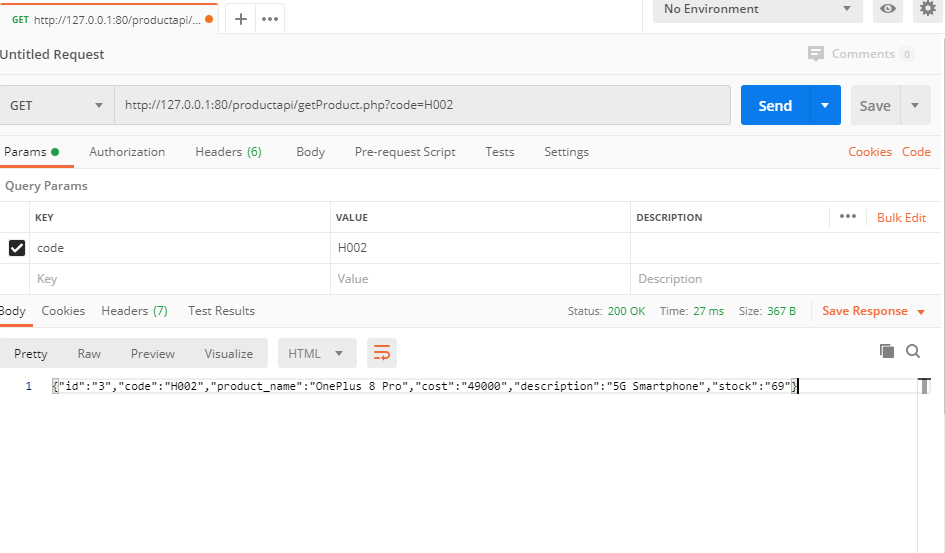 GET http://127.0.0.1:80/productapi/... + ••• No Environment
Untitled Request Comments 0
GET http://127.0.0.1:80/productapi/getProduct.php?code=H002 Send Save
Params Authorization Headers (6) Body Pre-request Script Tests Settings Cookies Code
Query Params
KEY VALUE DESCRIPTION ••• Bulk Edit
code H002
Key Value Description
Body Cookies Headers (7) Test Results Status: 200 OK Time: 27 ms Size: 367 B Save Response
Pretty Raw Preview Visualize HTML
1 {"id":"3","code":"H002","product_name":"OnePlus 8 Pro","cost":"49000","description":"5G Smartphone","stock":"69"}